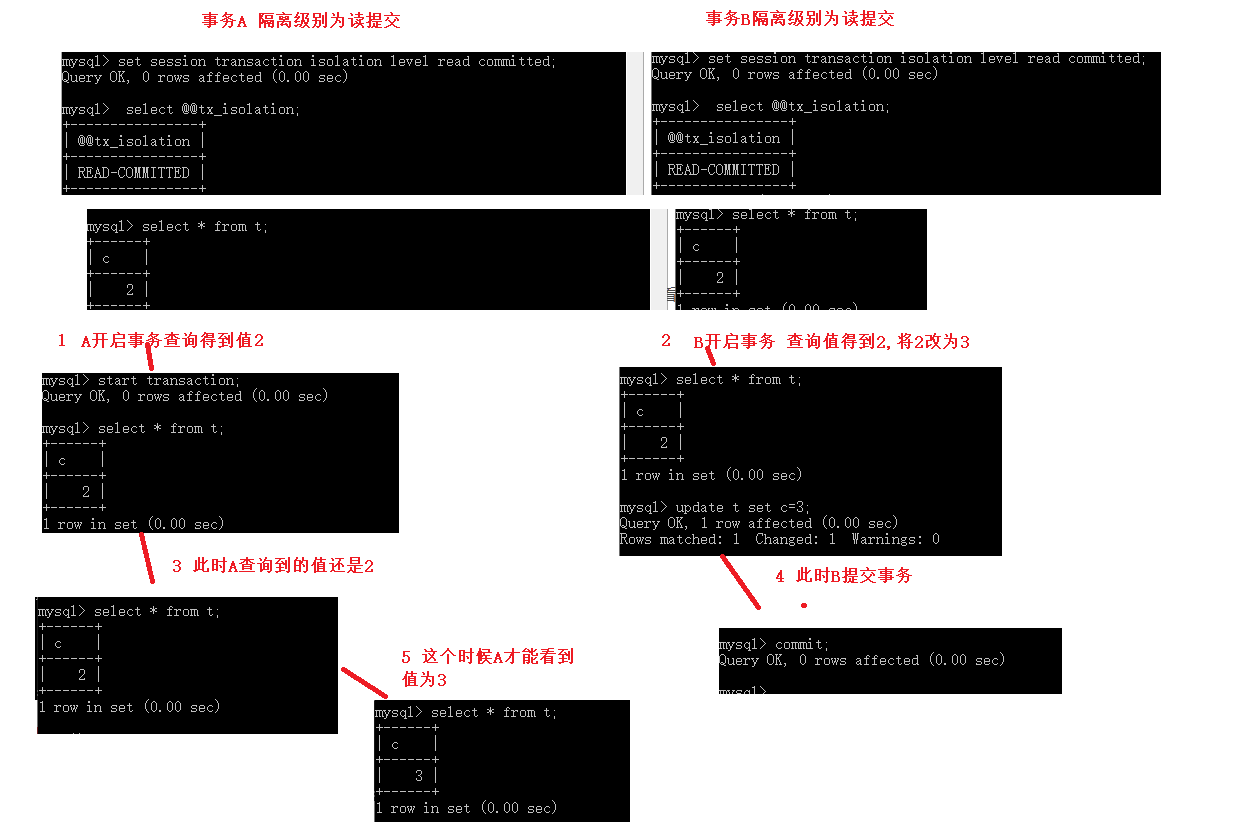 事务A 隔离级别为读提交
事务B隔离级别为读提交
mysql> set session transaction isolation level read committed;
Query OK, 0 rows affected (0.00 sec)
mysql>  select @@tx_isolation;
+----------------+
| @@tx_isolation |
+----------------+
| READ-COMMITTED |
+----------------+
mysql> set session transaction isolation level read committed;
Query OK, 0 rows affected (0.00 sec)
mysql>  select @@tx_isolation;
+----------------+
| @@tx_isolation |
+----------------+
| READ-COMMITTED |
+----------------+
mysql> select * from t;
+------+
| c    |
+------+
|    2 |
+------+
mysql> select * from t;
+------+
| c    |
+------+
|    2 |
+------+
1 row in set (0.00 sec)
1 A开启事务查询得到值2
2 B开启事务 查询值得到2,将2改为3
mysql> start transaction;
Query OK, 0 rows affected (0.00 sec)
mysql> select * from t;
+------+
| c    |
+------+
|    2 |
+------+
1 row in set (0.00 sec)
mysql> select * from t;
+------+
| c    |
+------+
|    2 |
+------+
1 row in set (0.00 sec)
mysql> update t set c=3;
Query OK, 1 row affected (0.00 sec)
Rows matched: 1  Changed: 1  Warnings: 0
3 此时A查询到的值还是2
4 此时B提交事务
mysql> select * from t;
+------+
| c    |
+------+
|    2 |
+------+
1 row in set (0.00 sec)
mysql> commit;
Query OK, 0 rows affected (0.00 sec)
mysql>
5 这个时候A才能看到
值为3
mysql> select * from t;
+------+
| c    |
+------+
|    3 |
+------+
1 row in set (0.00 sec)